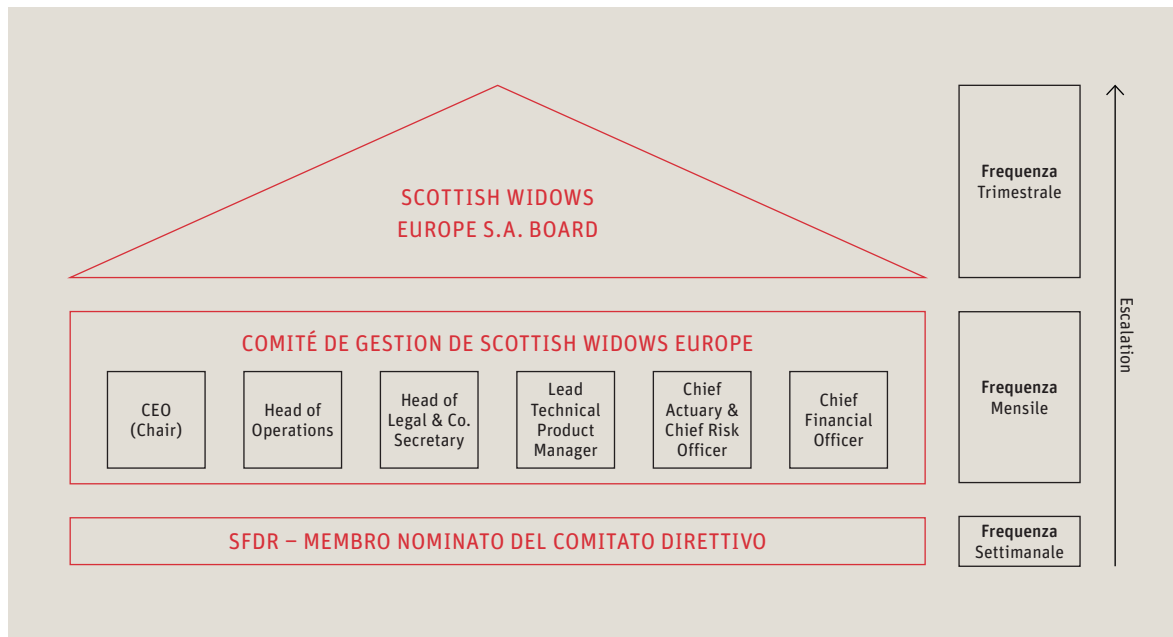 SCOTTISH WIDOWS
EUROPE S.A. BOARD
Frequenza
Trimestrale
COMITÉ DE GESTION DE SCOTTISH WIDOWS EUROPE
CEO
(Chair)
Head of
Operations
Head of
Legal & Co.
Secretary
Lead
Technical
Product
Manager
Chief
Actuary &
Chief Risk
Officer
Chief
Financial
Officer
Frequenza
Mensile
SFDR – MEMBRO NOMINATO DEL COMITATO DIRETTIVO
Frequenza
Settimanale
Escalation